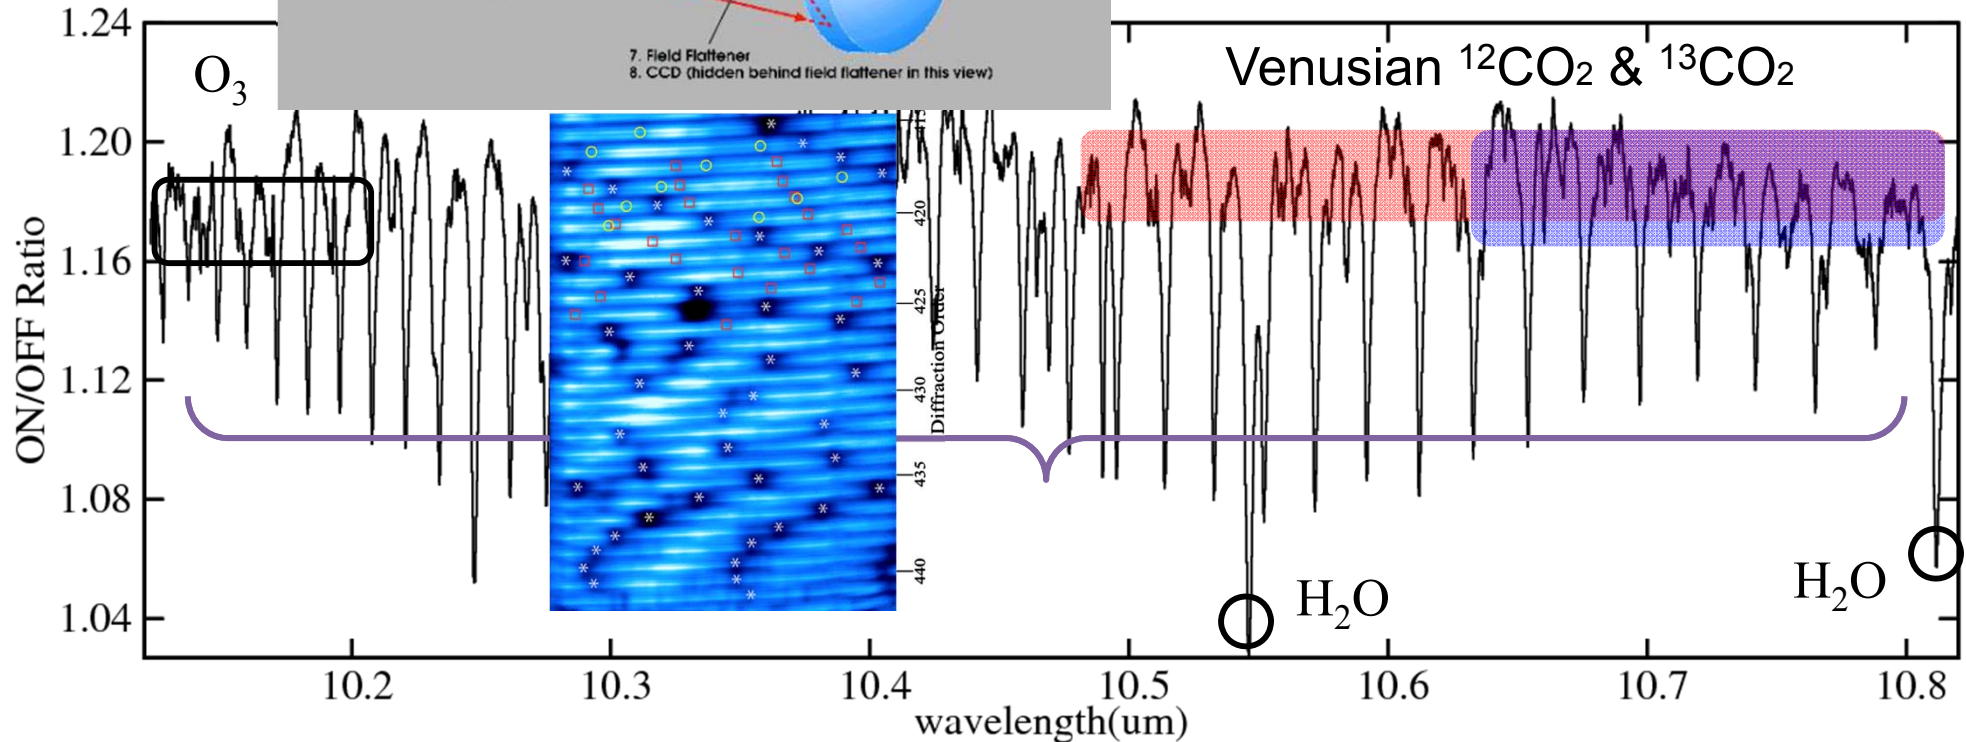 7. Field Flattener
8. CCD (hidden behind field flattener in this view)
1.24
O3
Venusian 12CO2 & 13CO2
1.20
1.16
1.12
1.08
1.04
ON/OFF Ratio
420
425
430
435
440
Diffraction Order
H2O
H2O
10.2 10.3 10.4 10.5 10.6 10.7 10.8
wavelength(um)